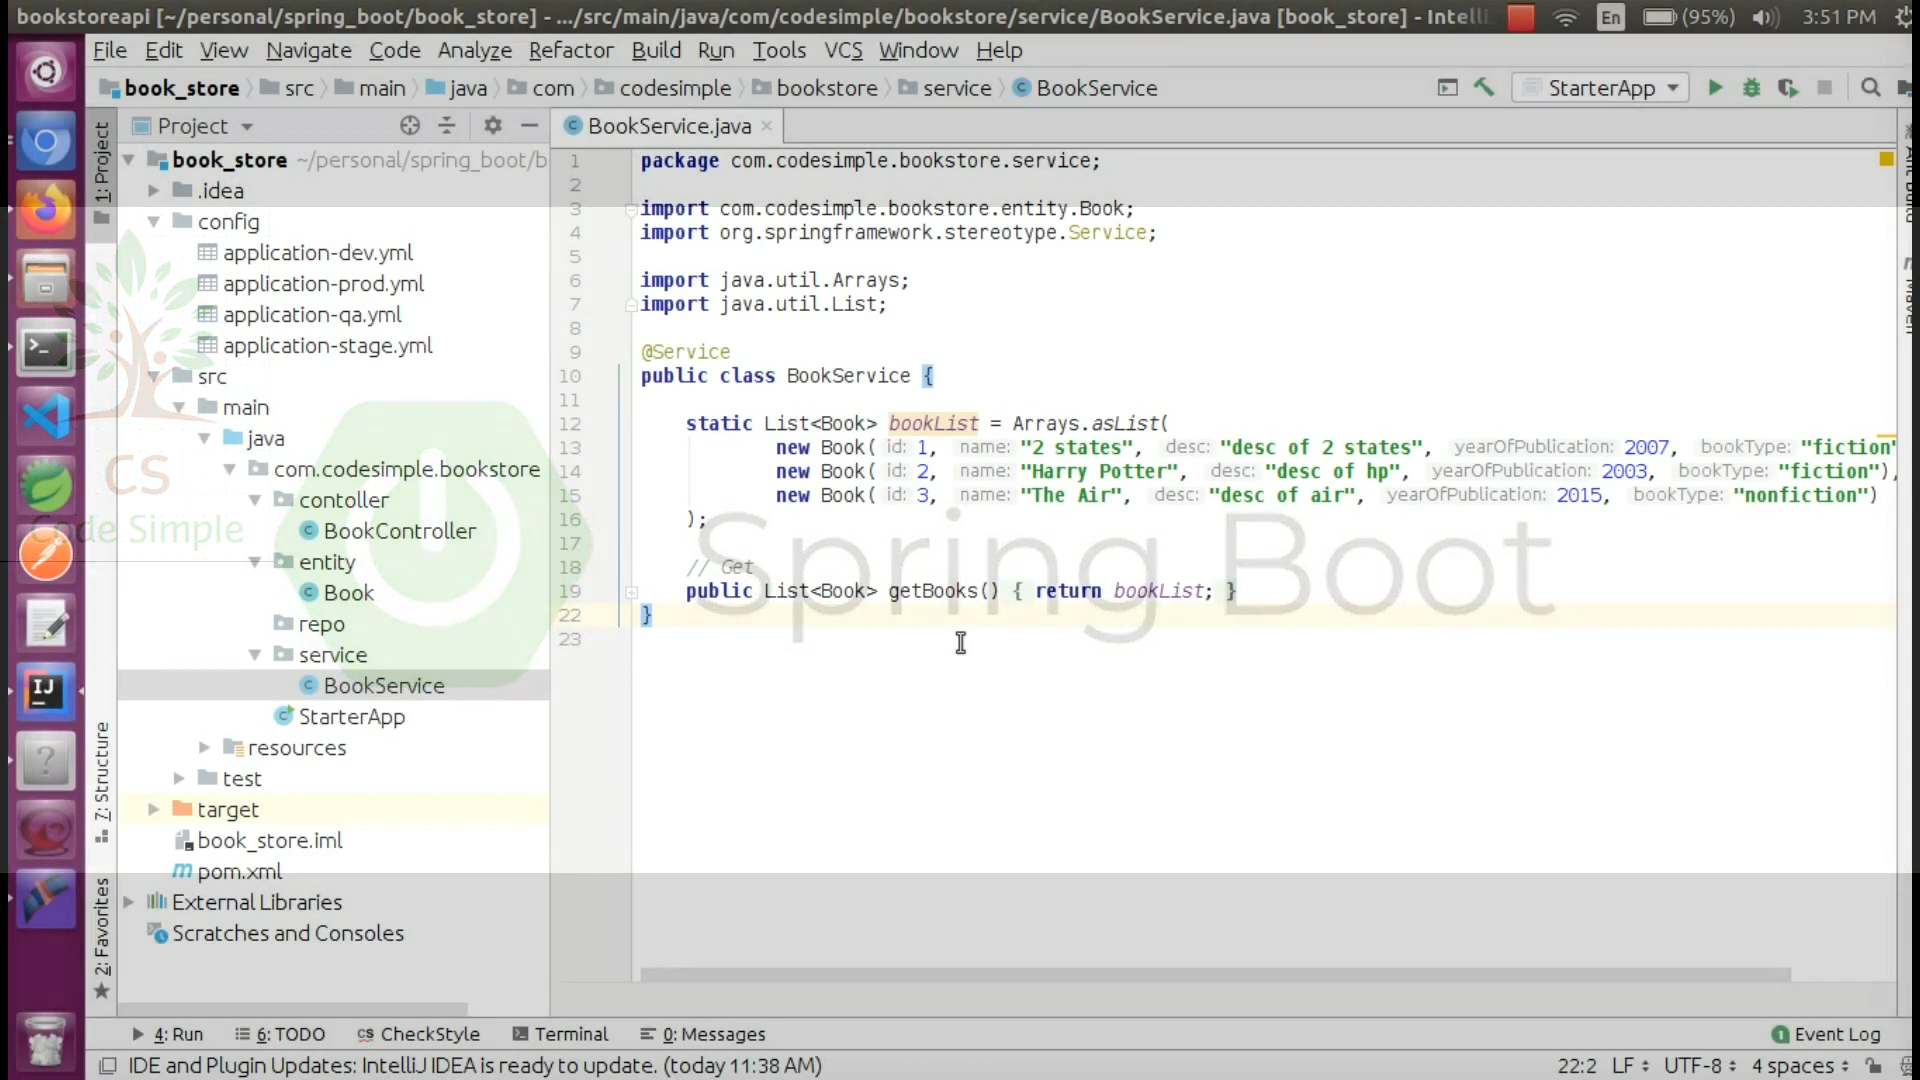 bookstoreapi [~/personal/spring_boot/book_store] - .../src/main/java/com/codesimple/bookstore/service/BookService.java [book_store] - IntelliJ
En
(95%)
3:51 PM
File Edit View Navigate Code Analyze Refactor Build Run Tools VCS Window Help
book_store src main java com codesimple bookstore service BookService
StarterApp
1: Project
7: Structure
2: Favorites
Project
book_store ~/personal/spring_boot/b
.idea
config
application-dev.yml
application-prod.yml
application-qa.yml
application-stage.yml
src
main
java
com.codesimple.bookstore
contoller
BookController
entity
Book
repo
service
BookService
StarterApp
resources
test
target
book_store.iml
pom.xml
External Libraries
Scratches and Consoles
CS
Code Simple
Spring Boot
BookService.java
1 package com.codesimple.bookstore.service;
2
3 import com.codesimple.bookstore.entity.Book;
4 import org.springframework.stereotype.Service;
5
6 import java.util.Arrays;
7 import java.util.List;
8
9 @Service
10 public class BookService {
11
12 static List<Book> bookList = Arrays.asList(
13 new Book( id: 1, name: "2 states", desc: "desc of 2 states", yearOfPublication: 2007, bookType: "fiction"
14 new Book( id: 2, name: "Harry Potter", desc: "desc of hp", yearOfPublication: 2003, bookType: "fiction"),
15 new Book( id: 3, name: "The Air", desc: "desc of air", yearOfPublication: 2015, bookType: "nonfiction")
16 );
17
18 // Get
19 public List<Book> getBooks() { return bookList; }
22 }
23
4: Run 6: TODO CheckStyle Terminal 0: Messages
1 Event Log
IDE and Plugin Updates: IntelliJ IDEA is ready to update. (today 11:38 AM)
22:2 LF UTF-8 4 spaces